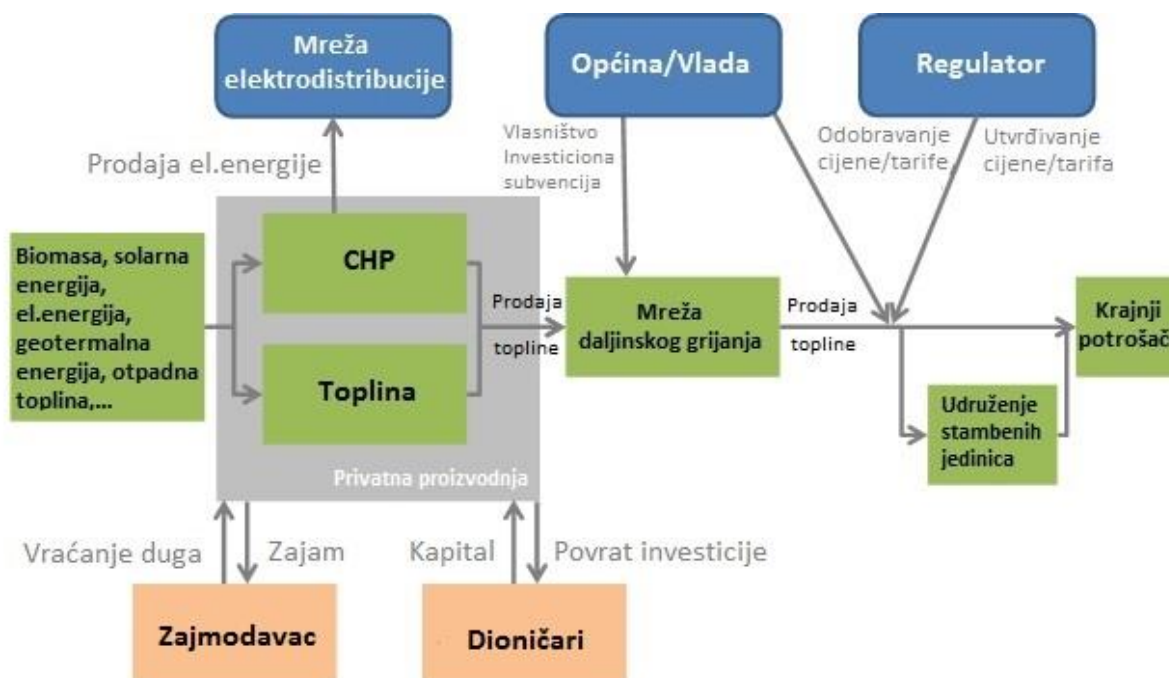 Mreža
elektrodistribucije
Općina/Vlada
Regulator
Prodaja el.energije
Vlasništvo
Investiciona
subvencija
Odobravanje
cijene/tarife
Utvrđivanje
cijene/tarifa
Biomasa, solarna
energija,
el.energija,
geotermalna
energija, otpadna
toplina,...
CHP
Toplina
Privatna proizvodnja
Prodaja
topline
Mreža
daljinskog grijanja
Prodaja
topline
Krajnji
potrošač
Udruženje
stambenih
jedinica
Vraćanje duga
Zajam
Kapital
Povrat investicije
Zajmodavac
Dioničari